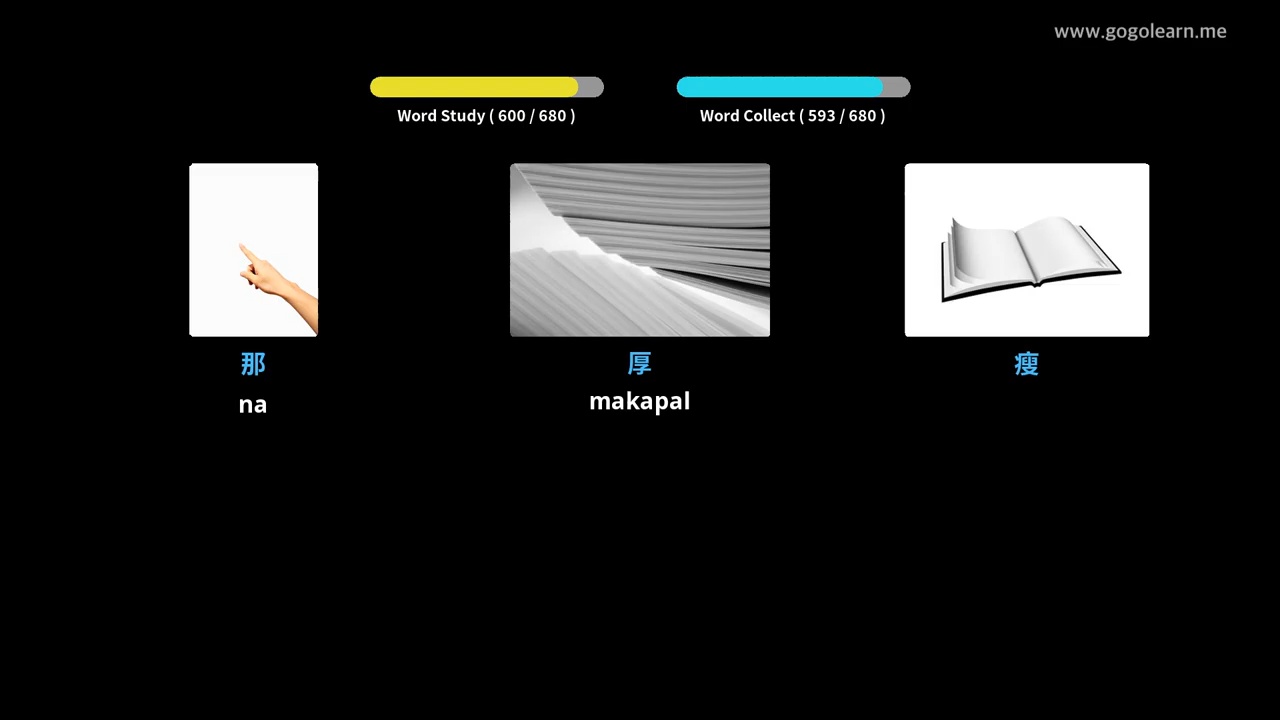 www.gogolearn.me
Word Study ( 600 / 680 )
Word Collect ( 593 / 680 )
那
厚
瘦
na
makapal